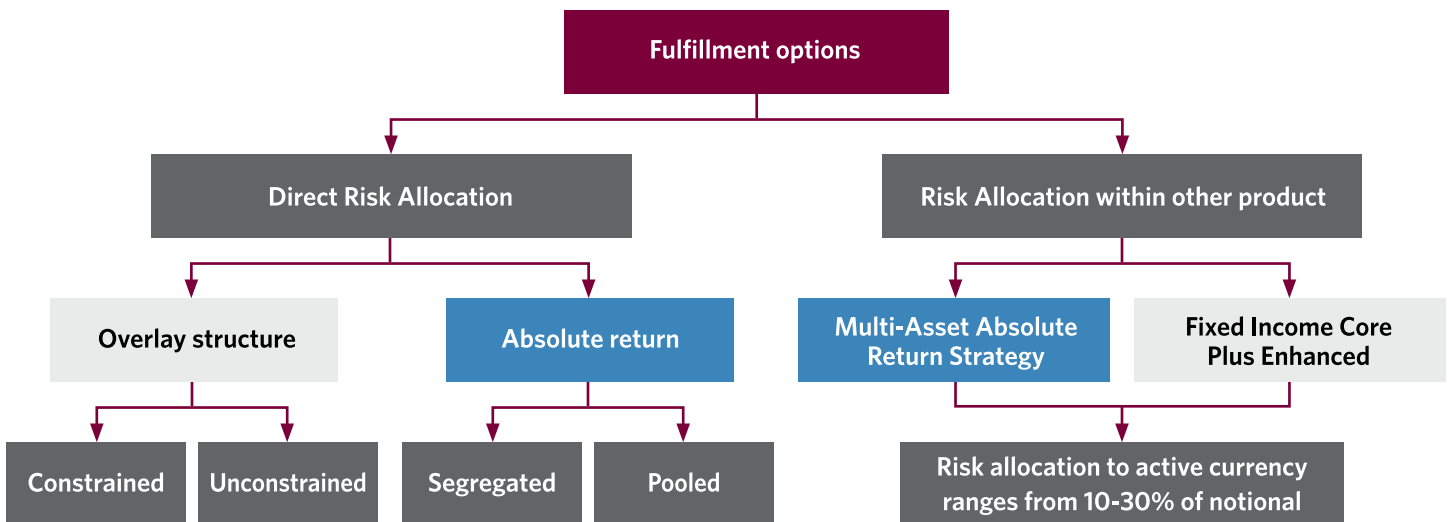 Fulfillment options
Direct Risk Allocation
Risk Allocation within other product
Overlay structure
Absolute return
Multi-Asset Absolute
Return Strategy
Fixed Income Core
Plus Enhanced
Constrained
Unconstrained
Segregated
Pooled
Risk allocation to active currency
ranges from 10-30% of notional